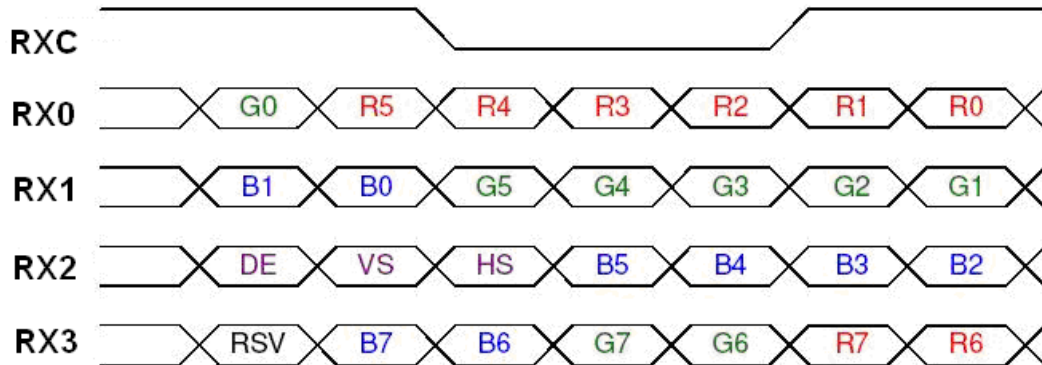 RXC
RX0 G0 R5 R4 R3 R2 R1 R0
RX1 B1 B0 G5 G4 G3 G2 G1
RX2 DE VS HS B5 B4 B3 B2
RX3 RSV B7 B6 G7 G6 R7 R6